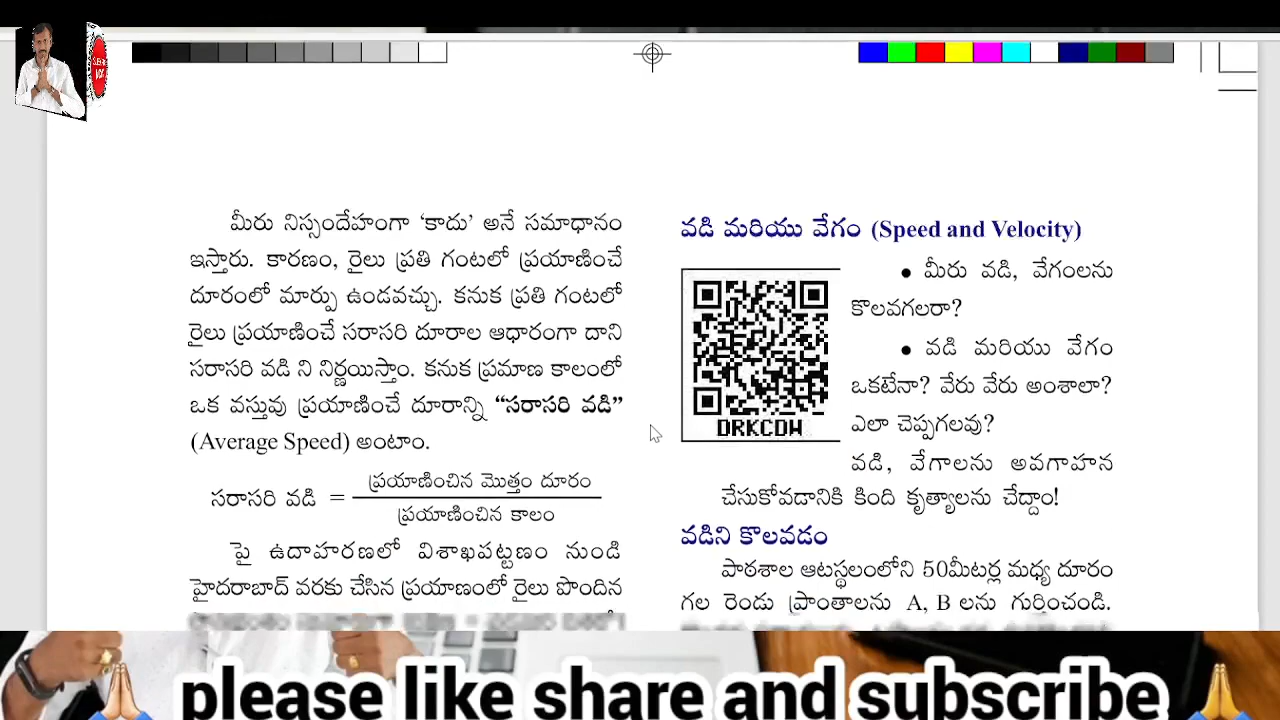 మీరు నిస్సందేహంగా ‘కాదు’ అనే సమాధానం
ఇస్తారు. కారణం, రైలు ప్రతి గంటలో ప్రయాణించే
దూరంలో మార్పు ఉండవచ్చు. కనుక ప్రతి గంటలో
రైలు ప్రయాణించే సరాసరి దూరాల ఆధారంగా దాని
సరాసరి వడి ని నిర్ణయిస్తాం. కనుక ప్రమాణ కాలంలో
ఒక వస్తువు ప్రయాణించే దూరాన్ని “సరాసరి వడి”
(Average Speed) అంటాం.
సరాసరి వడి = ప్రయాణించిన మొత్తం దూరం
ప్రయాణించిన కాలం
పై ఉదాహరణలో విశాఖపట్టణం నుండి
హైదరాబాద్ వరకు చేసిన ప్రయాణంలో రైలు పొందిన
వడి మరియు వేగం (Speed and Velocity)
• మీరు వడి, వేగంలను
కొలవగలరా?
• వడి మరియు వేగం
ఒకటేనా? వేరు వేరు అంశాలా?
ఎలా చెప్పగలవు?
DRKCDW
వడి, వేగాలను అవగాహన
చేసుకోవడానికి కింది కృత్యాలను చేద్దాం!
వడిని కొలవడం
పాఠశాల ఆటస్థలంలోని 50మీటర్ల మధ్య దూరం
గల రెండు ప్రాంతాలను A, B లను గుర్తించండి.
please like share and subscribe